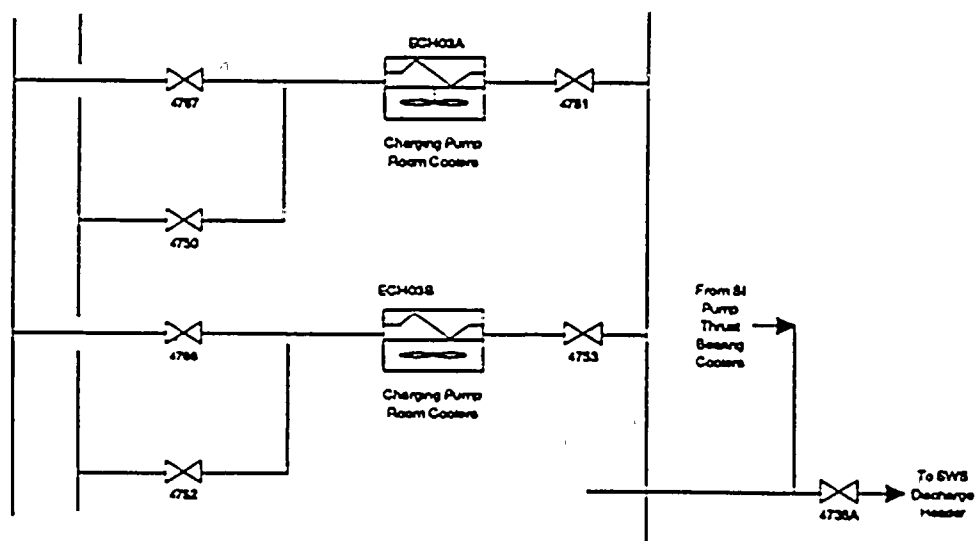 ECH03A
4767
4751
Charging Pump
Room Coolers
4750
ECH03B
From SI
Pump
Thrust
Bearing
Coolers
4766
4753
Charging Pump
Room Coolers
4752
To SWS
Discharge
Header
4738A